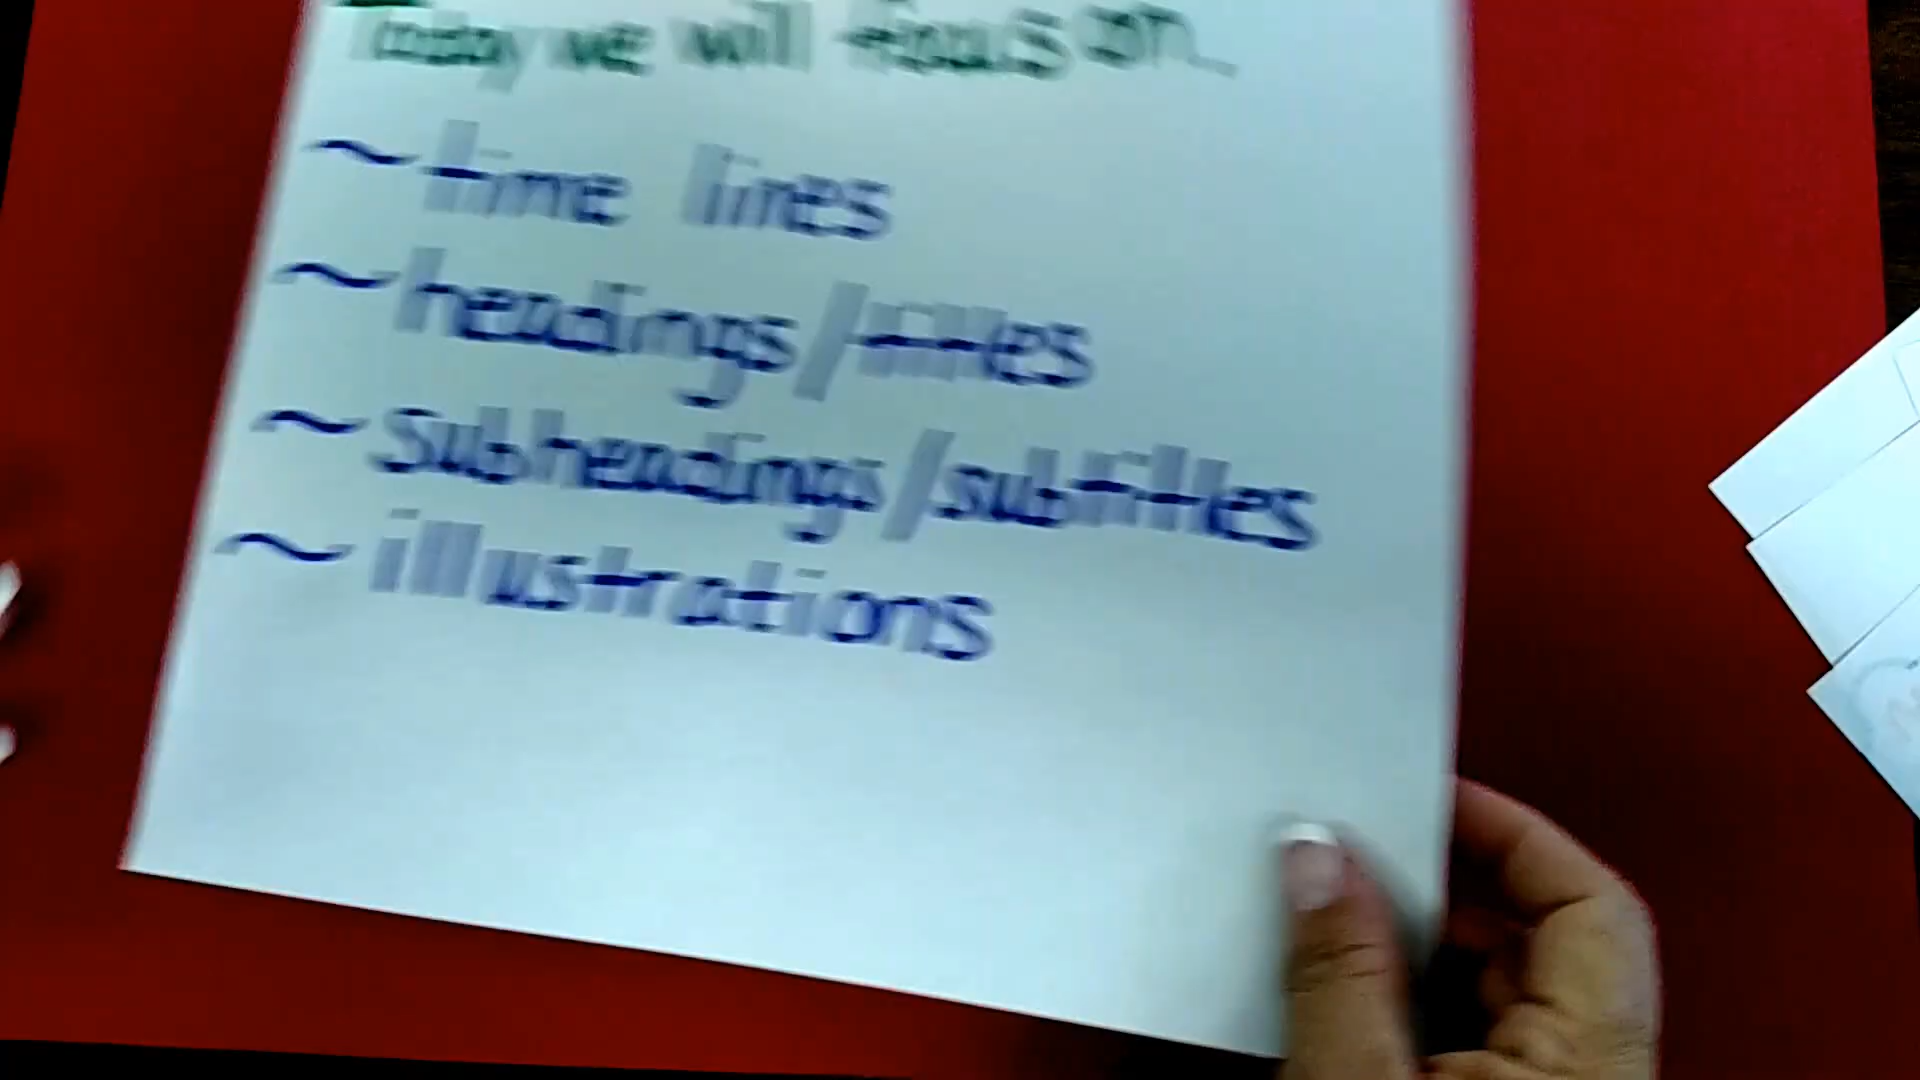 Today we will focus on...
~ time lines
~ headings/titles
~ subheadings/subtitles
~ illustrations